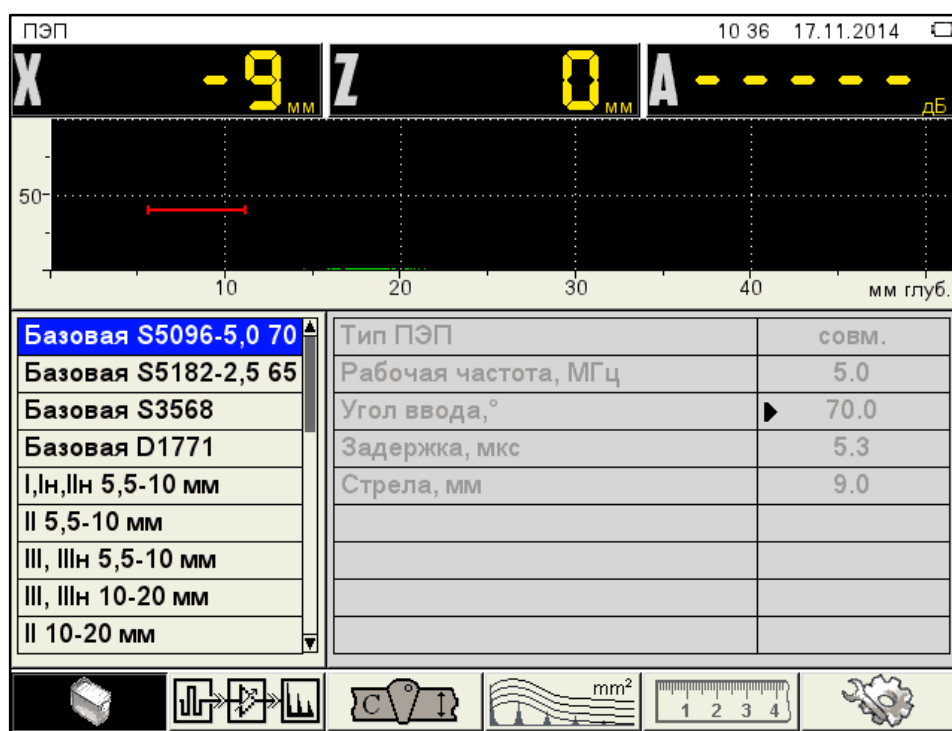 ПЭП 10 36 17.11.2014
X -9 мм Z 0 мм A ----- дБ
50
10 20 30 40 мм глуб.
Базовая S5096-5,0 70 Тип ПЭП совм.
Базовая S5182-2,5 65 Рабочая частота, МГц 5.0
Базовая S3568 Угол ввода,° 70.0
Базовая D1771 Задержка, мкс 5.3
I,Iн,IIн 5,5-10 мм Стрела, мм 9.0
II 5,5-10 мм
III, IIIн 5,5-10 мм
III, IIIн 10-20 мм
II 10-20 мм
C mm² 1 2 3 4